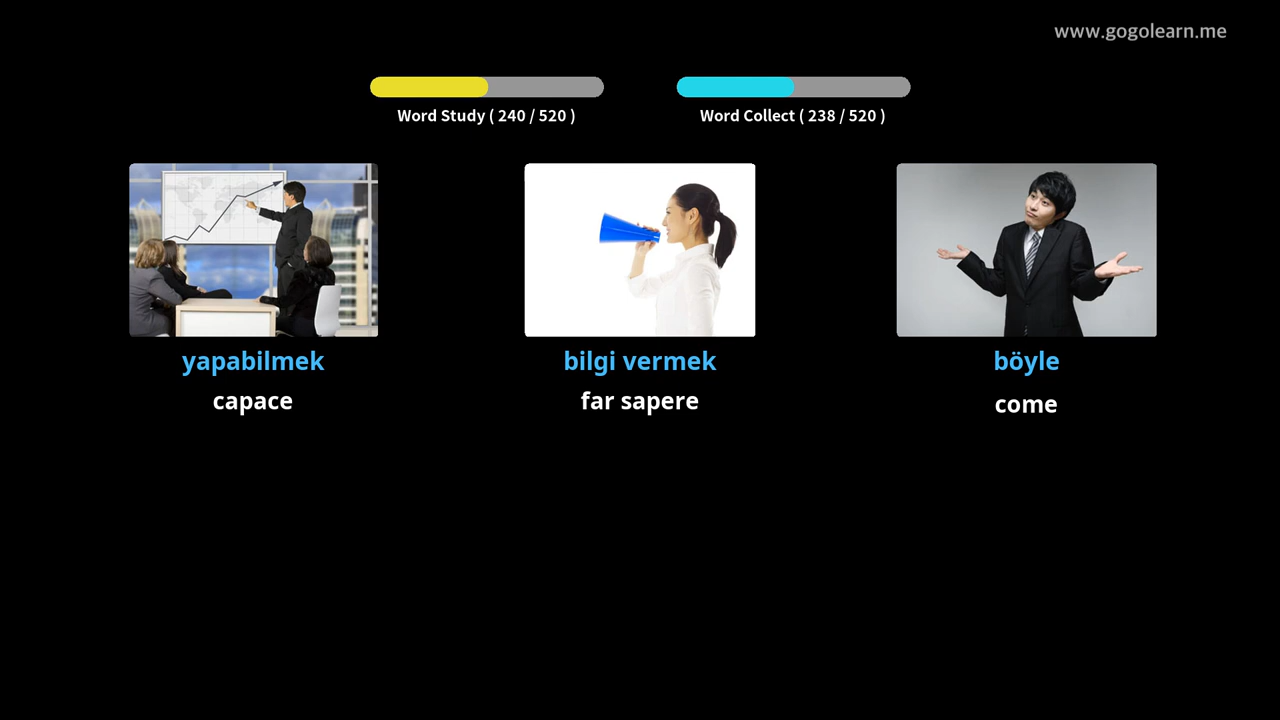 www.gogolearn.me
Word Study ( 240 / 520 )
Word Collect ( 238 / 520 )
yapabilmek
capace
bilgi vermek
far sapere
böyle
come